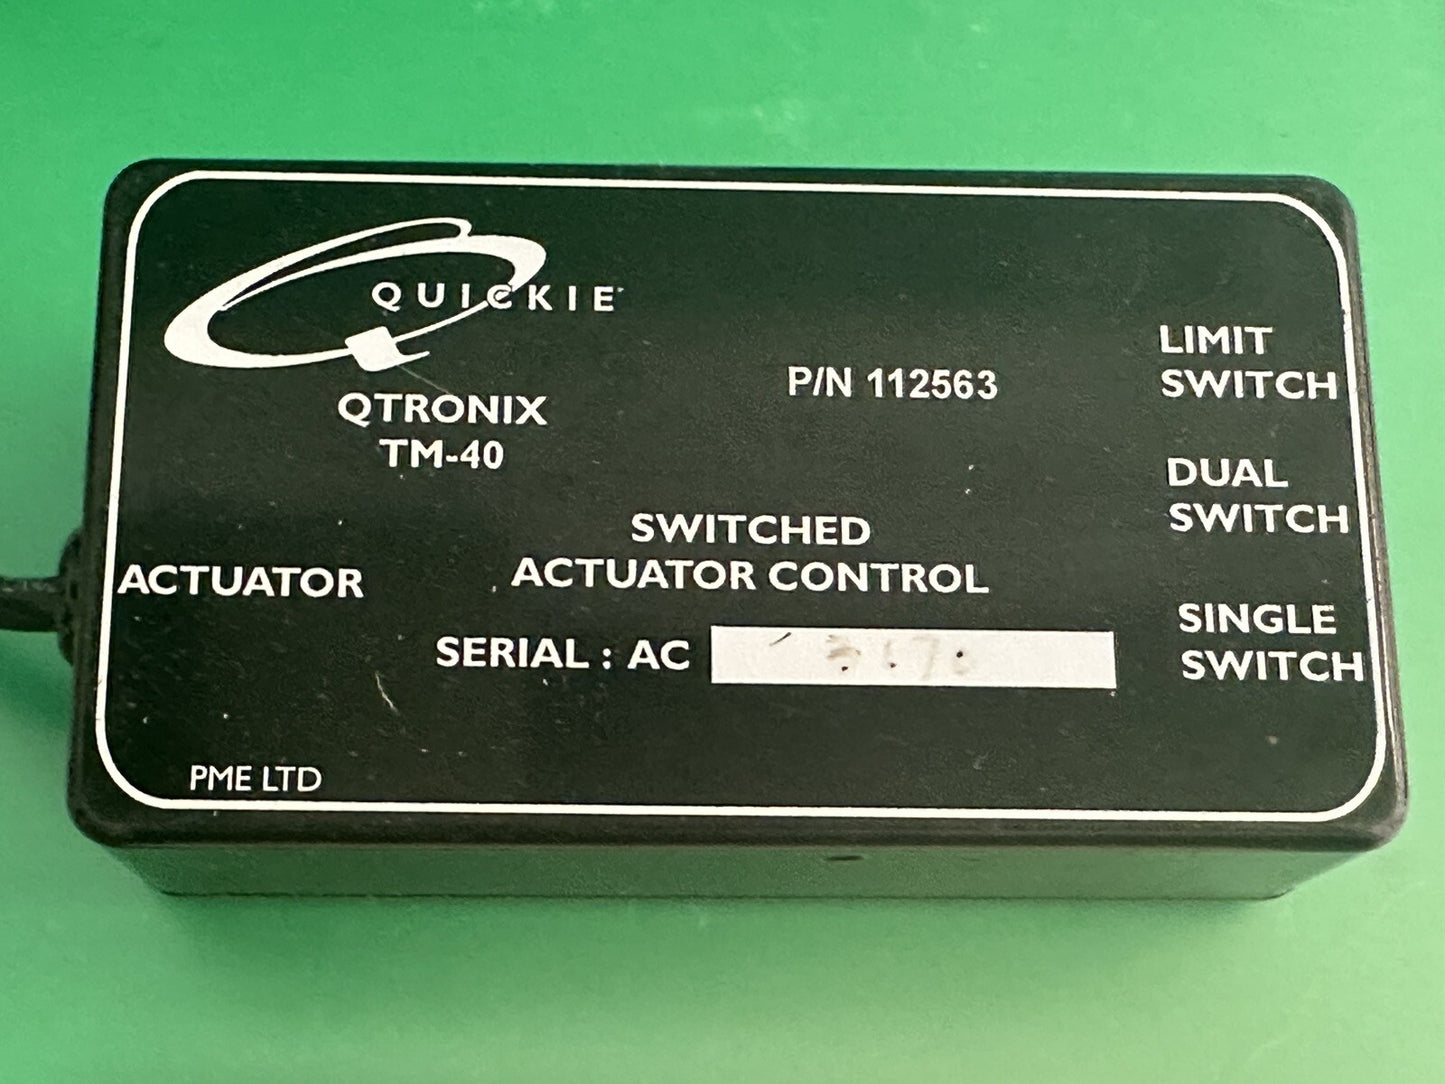 QUICKIE
QTRONIX
TM-40
P/N 112563
LIMIT
SWITCH
DUAL
SWITCH
SWITCHED
ACTUATOR CONTROL
ACTUATOR
SINGLE
SWITCH
SERIAL : AC
PME LTD